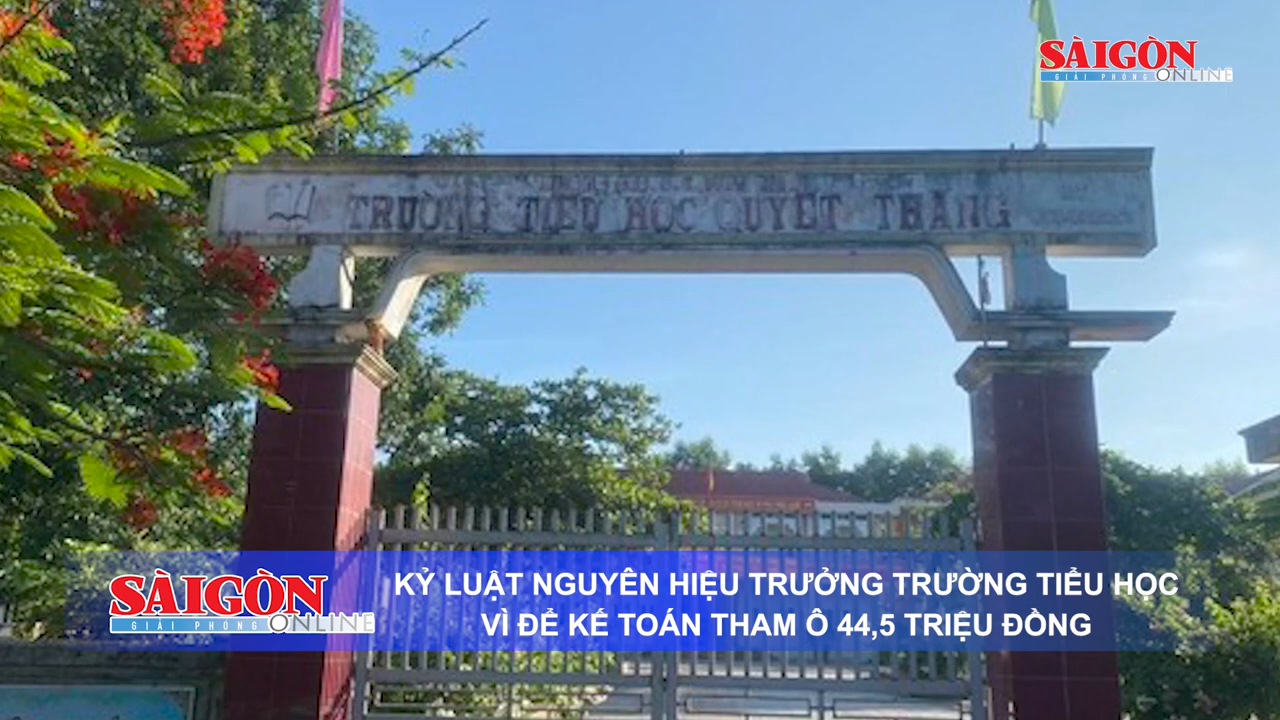 SÀIGÒN
GIẢI PHÓNG ONLINE
TRƯỜNG TIỂU HỌC QUYẾT THẮNG
SÀIGÒN
GIẢI PHÓNG ONLINE
KỶ LUẬT NGUYÊN HIỆU TRƯỞNG TRƯỜNG TIỂU HỌC
VÌ ĐỂ KẾ TOÁN THAM Ô 44,5 TRIỆU ĐỒNG